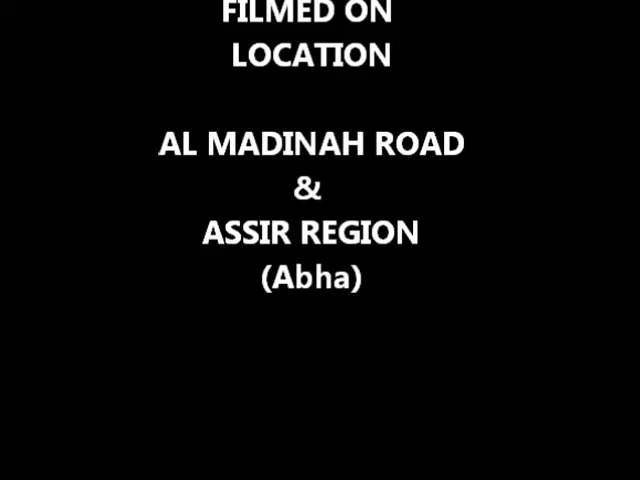 FILMED ON
LOCATION
AL MADINAH ROAD
&
ASSIR REGION
(Abha)